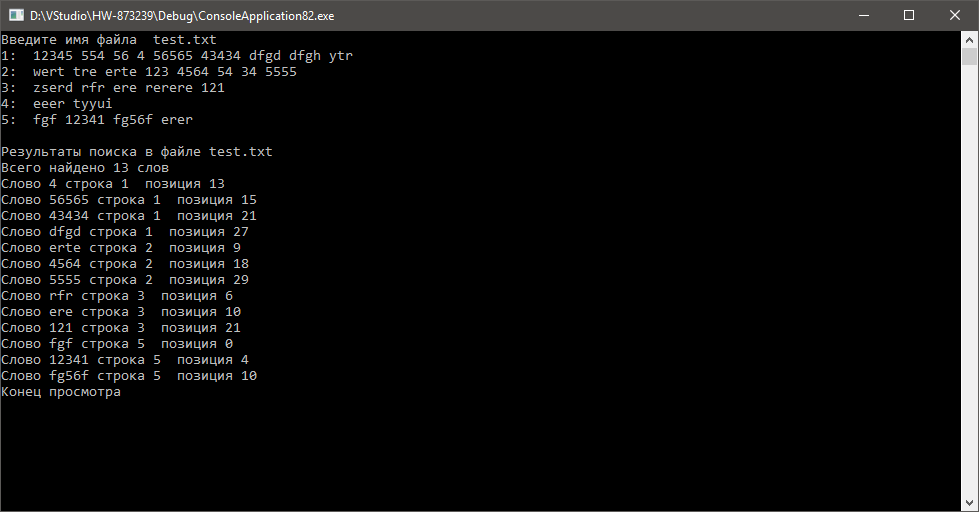 D:\VStudio\HW-873239\Debug\ConsoleApplication82.exe
Введите имя файла  test.txt
1:  12345 554 56 4 56565 43434 dfgd dfgh ytr
2:  wert tre erte 123 4564 54 34 5555
3:  zserd rfr ere rerere 121
4:  eeer tyyui
5:  fgf 12341 fg56f erer

Результаты поиска в файле test.txt
Всего найдено 13 слов
Слово 4 строка 1  позиция 13
Слово 56565 строка 1  позиция 15
Слово 43434 строка 1  позиция 21
Слово dfgd строка 1  позиция 27
Слово erte строка 2  позиция 9
Слово 4564 строка 2  позиция 18
Слово 5555 строка 2  позиция 29
Слово rfr строка 3  позиция 6
Слово ere строка 3  позиция 10
Слово 121 строка 3  позиция 21
Слово fgf строка 5  позиция 0
Слово 12341 строка 5  позиция 4
Слово fg56f строка 5  позиция 10
Конец просмотра